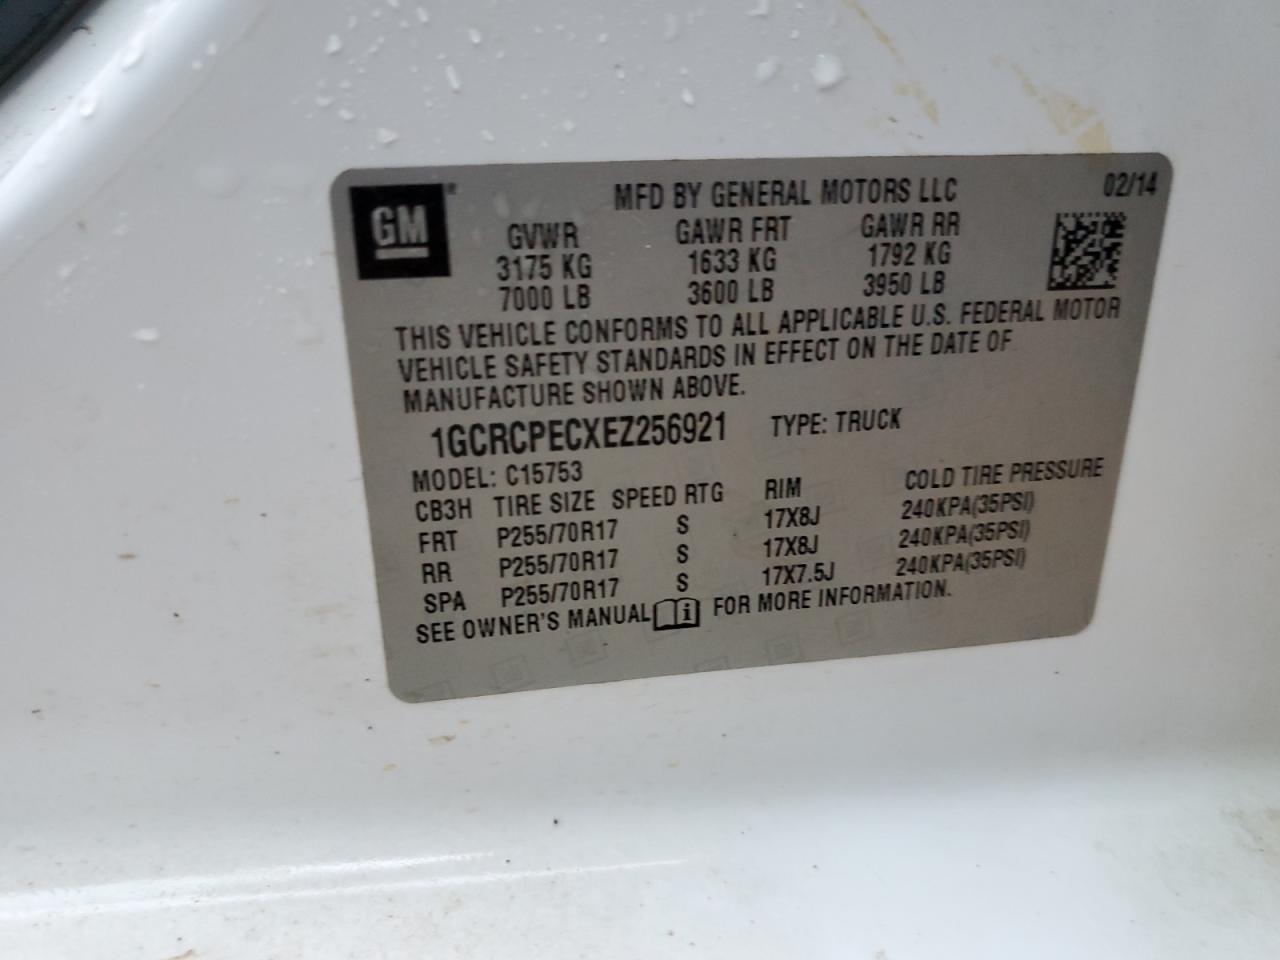 GM
MFD BY GENERAL MOTORS LLC 02/14
GVWR GAWR FRT GAWR RR
3175 KG 1633 KG 1792 KG
7000 LB 3600 LB 3950 LB
THIS VEHICLE CONFORMS TO ALL APPLICABLE U.S. FEDERAL MOTOR
VEHICLE SAFETY STANDARDS IN EFFECT ON THE DATE OF
MANUFACTURE SHOWN ABOVE.
1GCRCPECXEZ256921 TYPE: TRUCK
MODEL: C15753
CB3H TIRE SIZE SPEED RTG RIM COLD TIRE PRESSURE
FRT P255/70R17 S 17X8J 240KPA(35PSI)
RR P255/70R17 S 17X8J 240KPA(35PSI)
SPA P255/70R17 S 17X7.5J 240KPA(35PSI)
SEE OWNER'S MANUAL i FOR MORE INFORMATION.